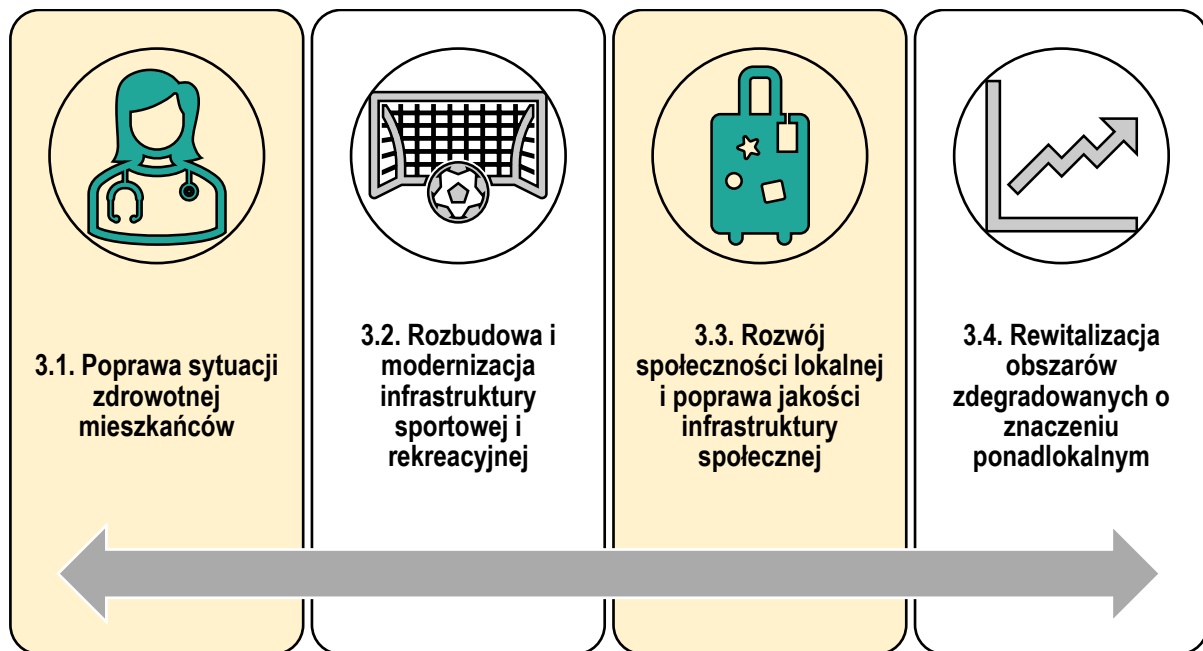 3.1. Poprawa sytuacji
zdrowotnej
mieszkańców
3.2. Rozbudowa i
modernizacja
infrastruktury
sportowej i
rekreacyjnej
3.3. Rozwój
społeczności lokalnej
i poprawa jakości
infrastruktury
społecznej
3.4. Rewitalizacja
obszarów
zdegradowanych o
znaczeniu
ponadlokalnym